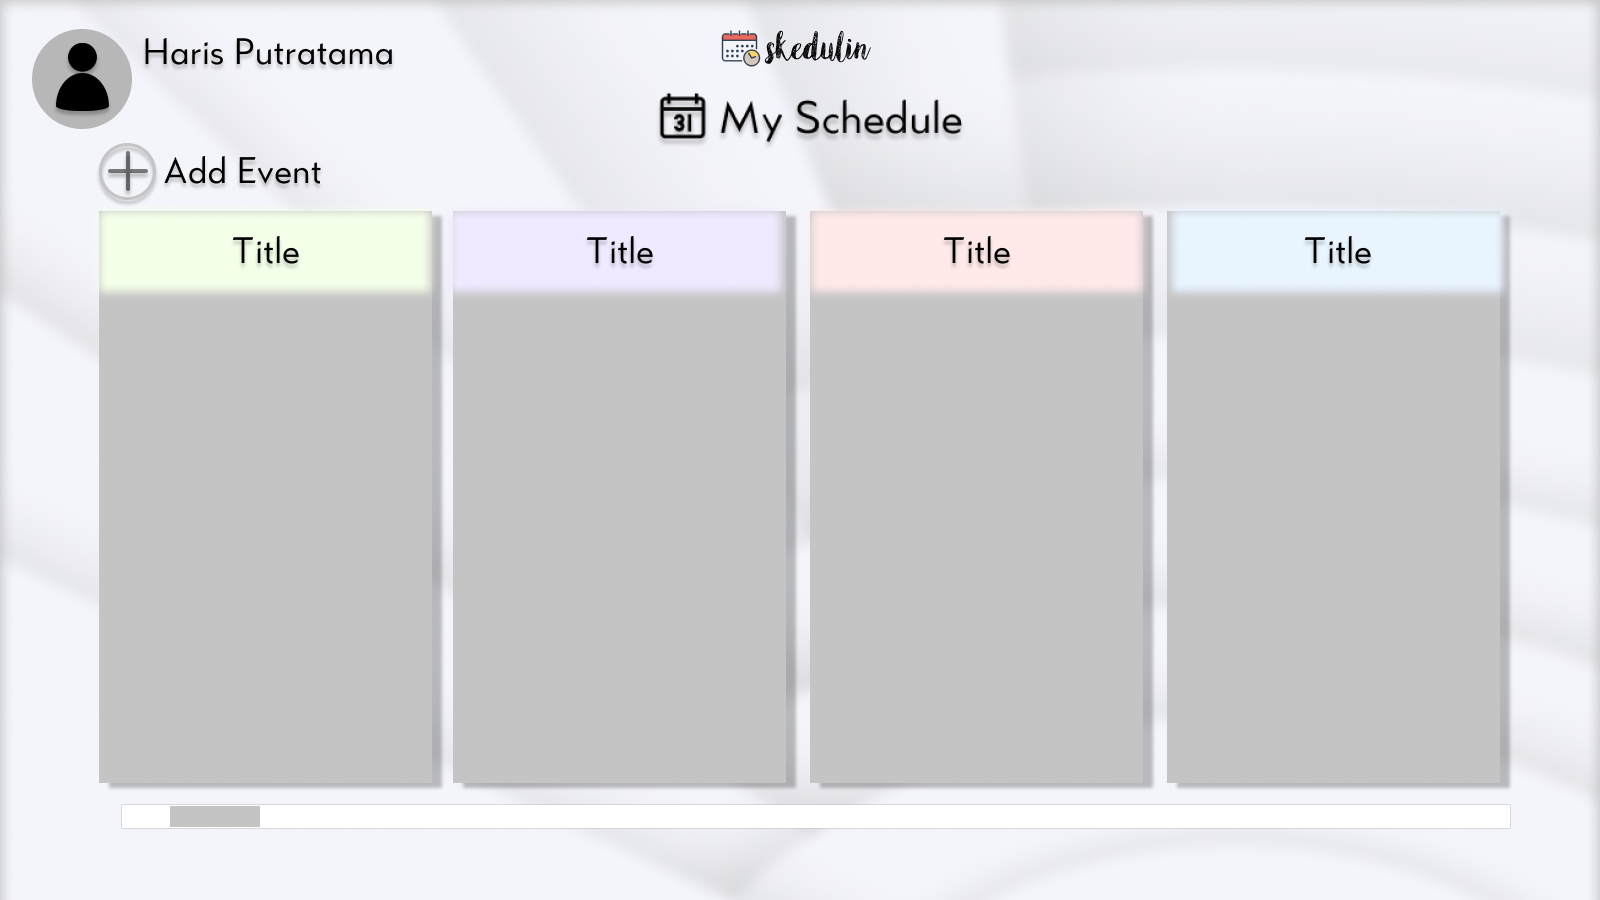 Haris Putratama
skedulin
31 My Schedule
Add Event
Title Title Title Title